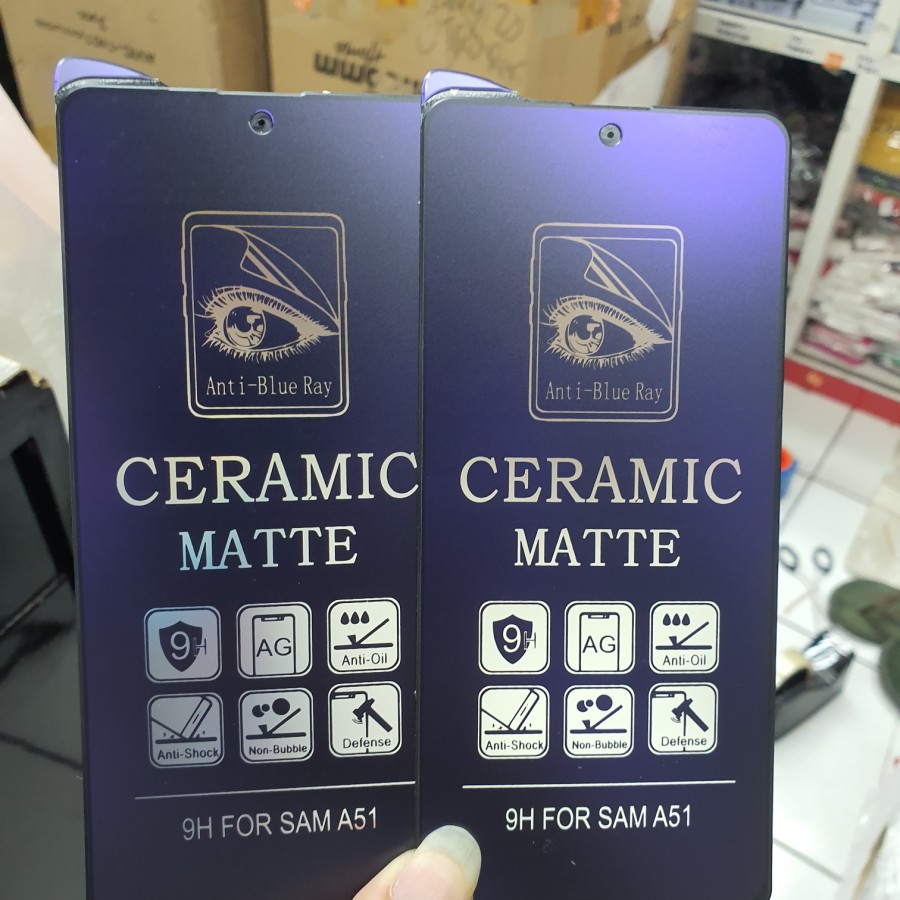 Anti-Blue Ray
CERAMIC
MATTE
9H
AG
Anti-Oil
Anti-Shock
Non-Bubble
Defense
9H FOR SAM A51
Anti-Blue Ray
CERAMIC
MATTE
9H
AG
Anti-Oil
Anti-Shock
Non-Bubble
Defense
9H FOR SAM A51